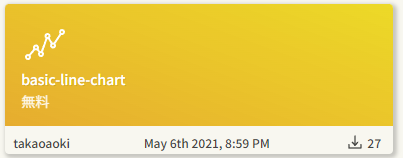 basic-line-chart
無料
takaoaoki May 6th 2021, 8:59 PM 27